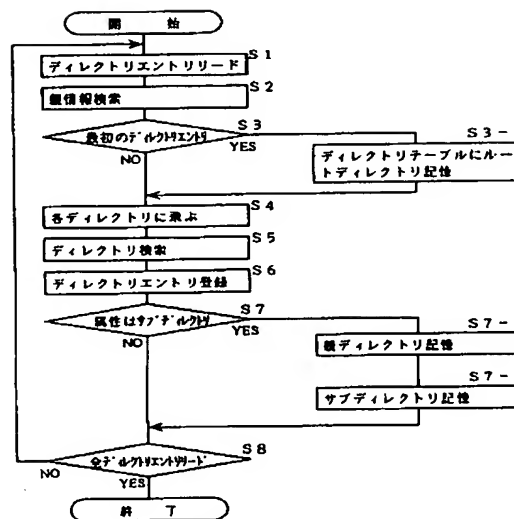 開 始
S1
ディレクトリエントリリード
S2
親情報検索
S3
最初のディレクトリエントリ
YES
NO
S3-
ディレクトリテーブルにルー
トディレクトリ記憶
S4
各ディレクトリに飛ぶ
S5
ディレクトリ検索
S6
ディレクトリエントリ登録
S7
属性はサブディレクトリ
YES
NO
S7-
親ディレクトリ記憶
S7-
サブディレクトリ記憶
S8
全ディレクトリエントリリード
NO
YES
終 了